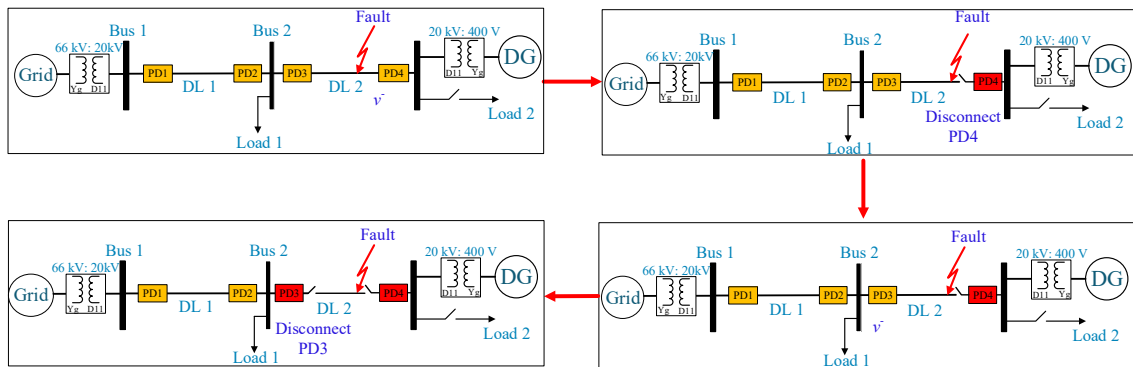 Fault
Bus 1
Bus 2
66 kV: 20kV
20 kV: 400 V
Grid
Yg
D11
PD1
PD2
PD3
PD4
D11
Yg
DG
DL 1
DL 2
v-
Load 1
Load 2
Fault
Bus 1
Bus 2
66 kV: 20kV
20 kV: 400 V
Grid
Yg
D11
PD1
PD2
PD3
PD4
D11
Yg
DG
DL 1
DL 2
Disconnect
PD4
Load 1
Load 2
Fault
Bus 1
Bus 2
66 kV: 20kV
20 kV: 400 V
Grid
Yg
D11
PD1
PD2
PD3
PD4
D11
Yg
DG
DL 1
DL 2
Disconnect
PD3
Load 1
Load 2
Fault
Bus 1
Bus 2
66 kV: 20kV
20 kV: 400 V
Grid
Yg
D11
PD1
PD2
PD3
PD4
D11
Yg
DG
DL 1
DL 2
v-
Load 1
Load 2